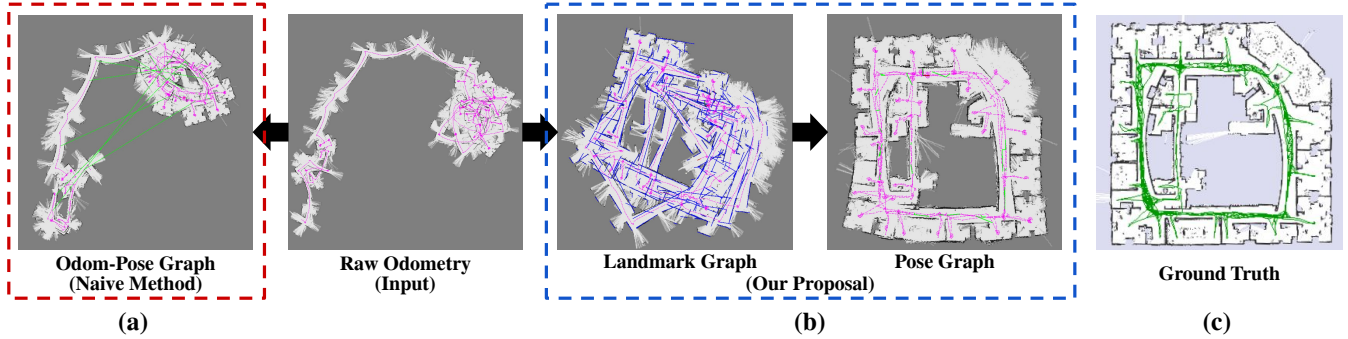 Odom-Pose Graph
(Naive Method)
Raw Odometry
(Input)
Landmark Graph
Pose Graph
(Our Proposal)
Ground Truth
(a)
(b)
(c)